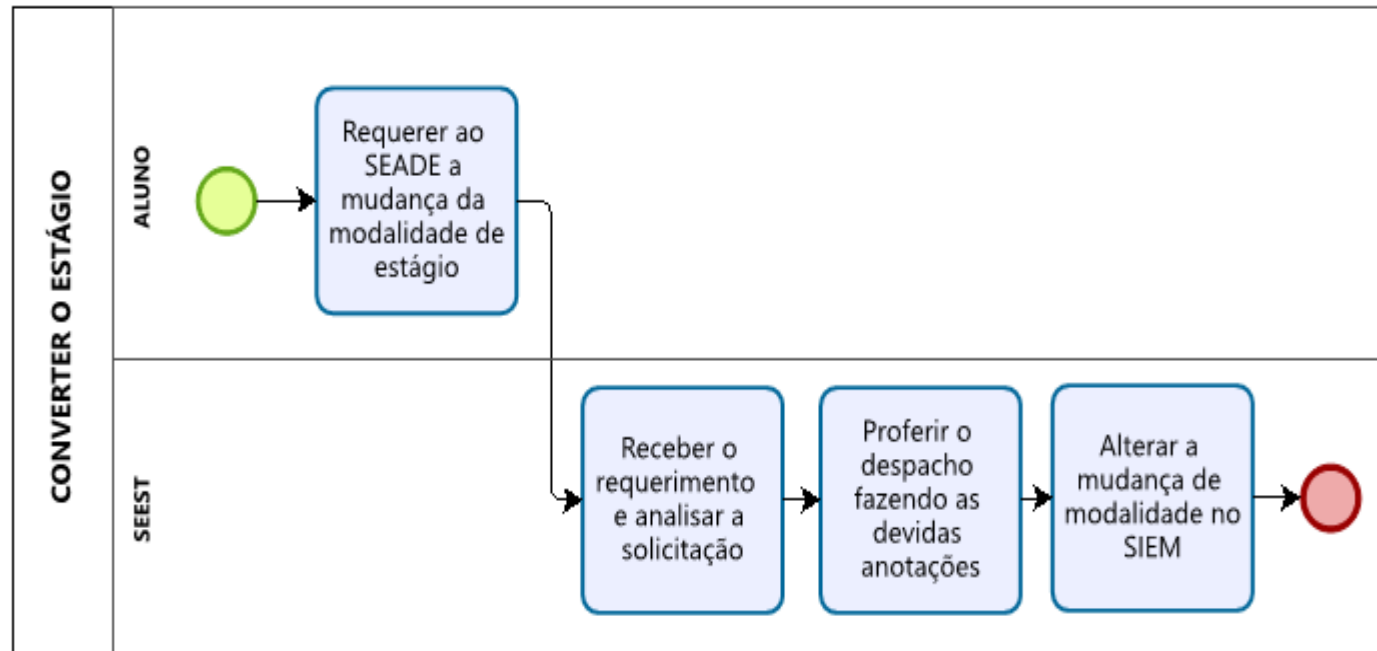 CONVERTER O ESTÁGIO
ALUNO
Requerer ao
SEADE a
mudança da
modalidade de
estágio
SEEST
Receber o
requerimento
e analisar a
solicitação
Proferir o
despacho
fazendo as
devidas
anotações
Alterar a
mudança de
modalidade no
SIEM